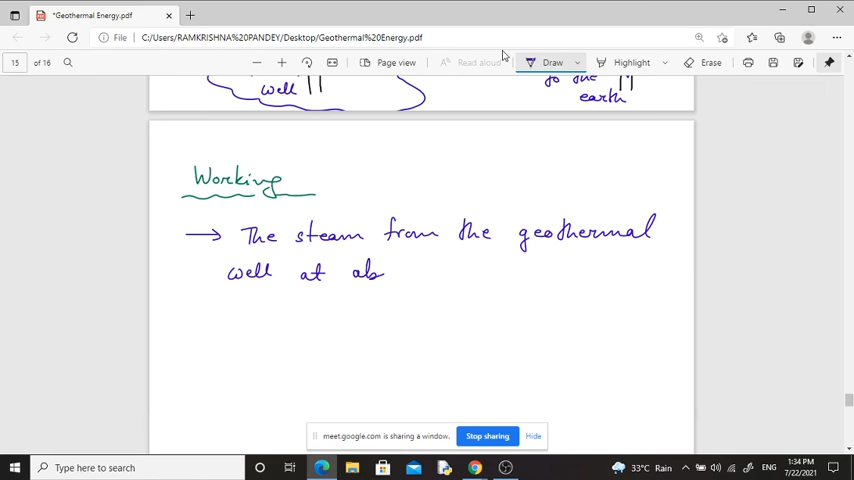 *Geothermal Energy.pdf
File
C:/Users/RAMKRISHNA%20PANDEY/Desktop/Geothermal%20Energy.pdf
15 of 16
Page view
Read aloud
Draw
Highlight
Erase
well
to the
earth
Working
→ The steam from the geothermal
well at ab
meet.google.com is sharing a window.
Stop sharing
Hide
Type here to search
33°C Rain
ENG
1:34 PM
7/22/2021